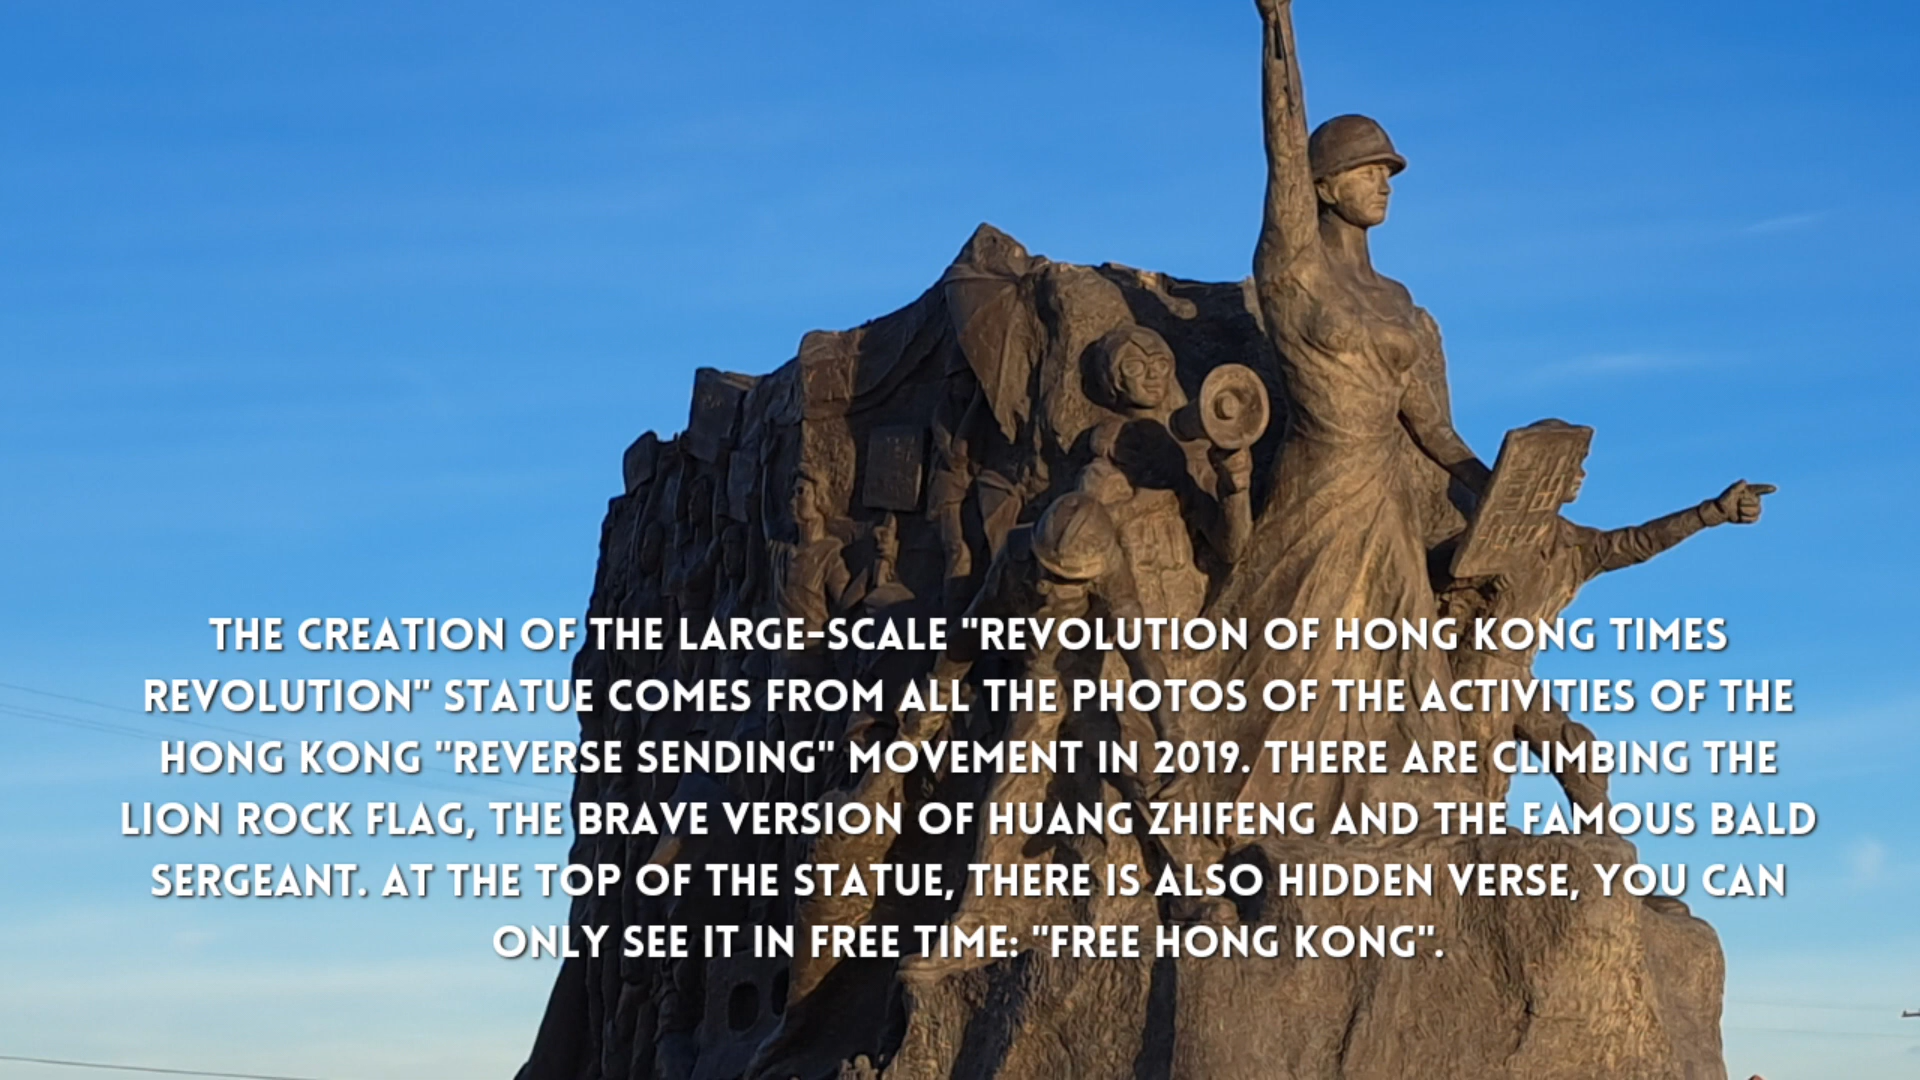 THE CREATION OF THE LARGE-SCALE "REVOLUTION OF HONG KONG TIMES
REVOLUTION" STATUE COMES FROM ALL THE PHOTOS OF THE ACTIVITIES OF THE
HONG KONG "REVERSE SENDING" MOVEMENT IN 2019. THERE ARE CLIMBING THE
LION ROCK FLAG, THE BRAVE VERSION OF HUANG ZHIFENG AND THE FAMOUS BALD
SERGEANT. AT THE TOP OF THE STATUE, THERE IS ALSO HIDDEN VERSE, YOU CAN
ONLY SEE IT IN FREE TIME: "FREE HONG KONG".